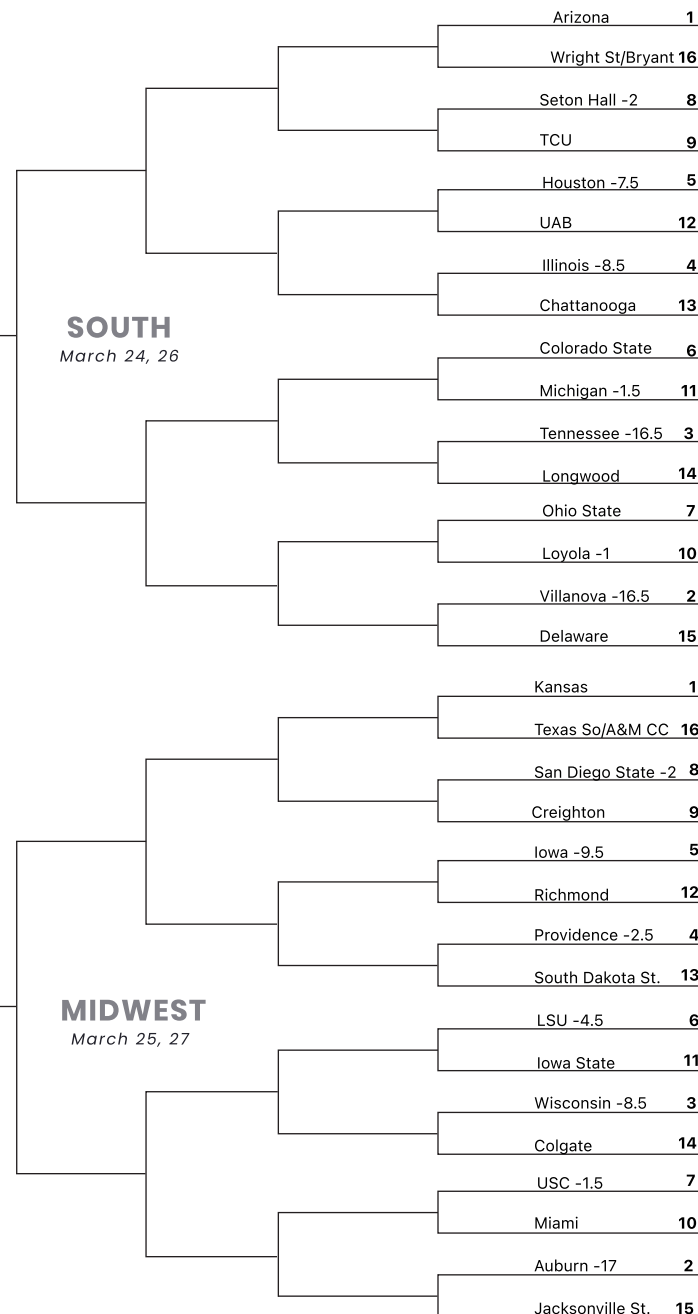 Arizona 1
Wright St/Bryant 16
Seton Hall -2 8
TCU 9
Houston -7.5 5
UAB 12
Illinois -8.5 4
Chattanooga 13
SOUTH
March 24, 26
Colorado State 6
Michigan -1.5 11
Tennessee -16.5 3
Longwood 14
Ohio State 7
Loyola -1 10
Villanova -16.5 2
Delaware 15
Kansas 1
Texas So/A&M CC 16
San Diego State -2 8
Creighton 9
Iowa -9.5 5
Richmond 12
Providence -2.5 4
South Dakota St. 13
MIDWEST
March 25, 27
LSU -4.5 6
Iowa State 11
Wisconsin -8.5 3
Colgate 14
USC -1.5 7
Miami 10
Auburn -17 2
Jacksonville St. 15